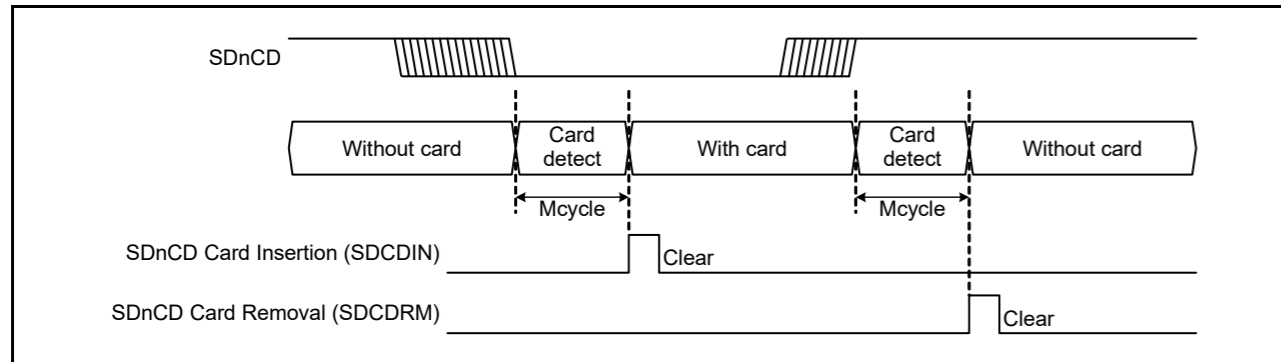 SDnCD
Without card
Card
detect
With card
Card
detect
Without card
Mcycle
Mcycle
SDnCD Card Insertion (SDCDIN)
Clear
SDnCD Card Removal (SDCDRM)
Clear